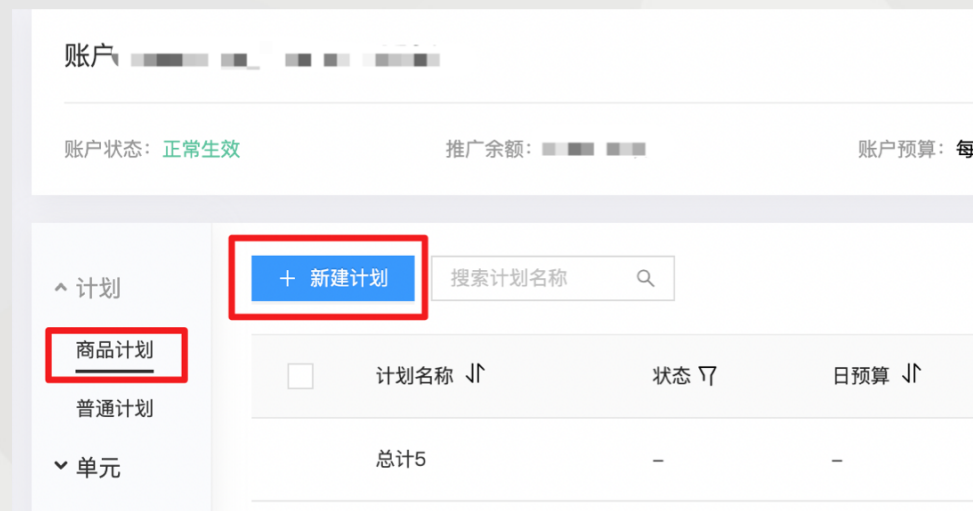 账户
账户状态：正常生效 推广余额： 账户预算：每
计划
+ 新建计划 搜索计划名称
商品计划
普通计划
计划名称 状态 日预算
单元
总计5 – –